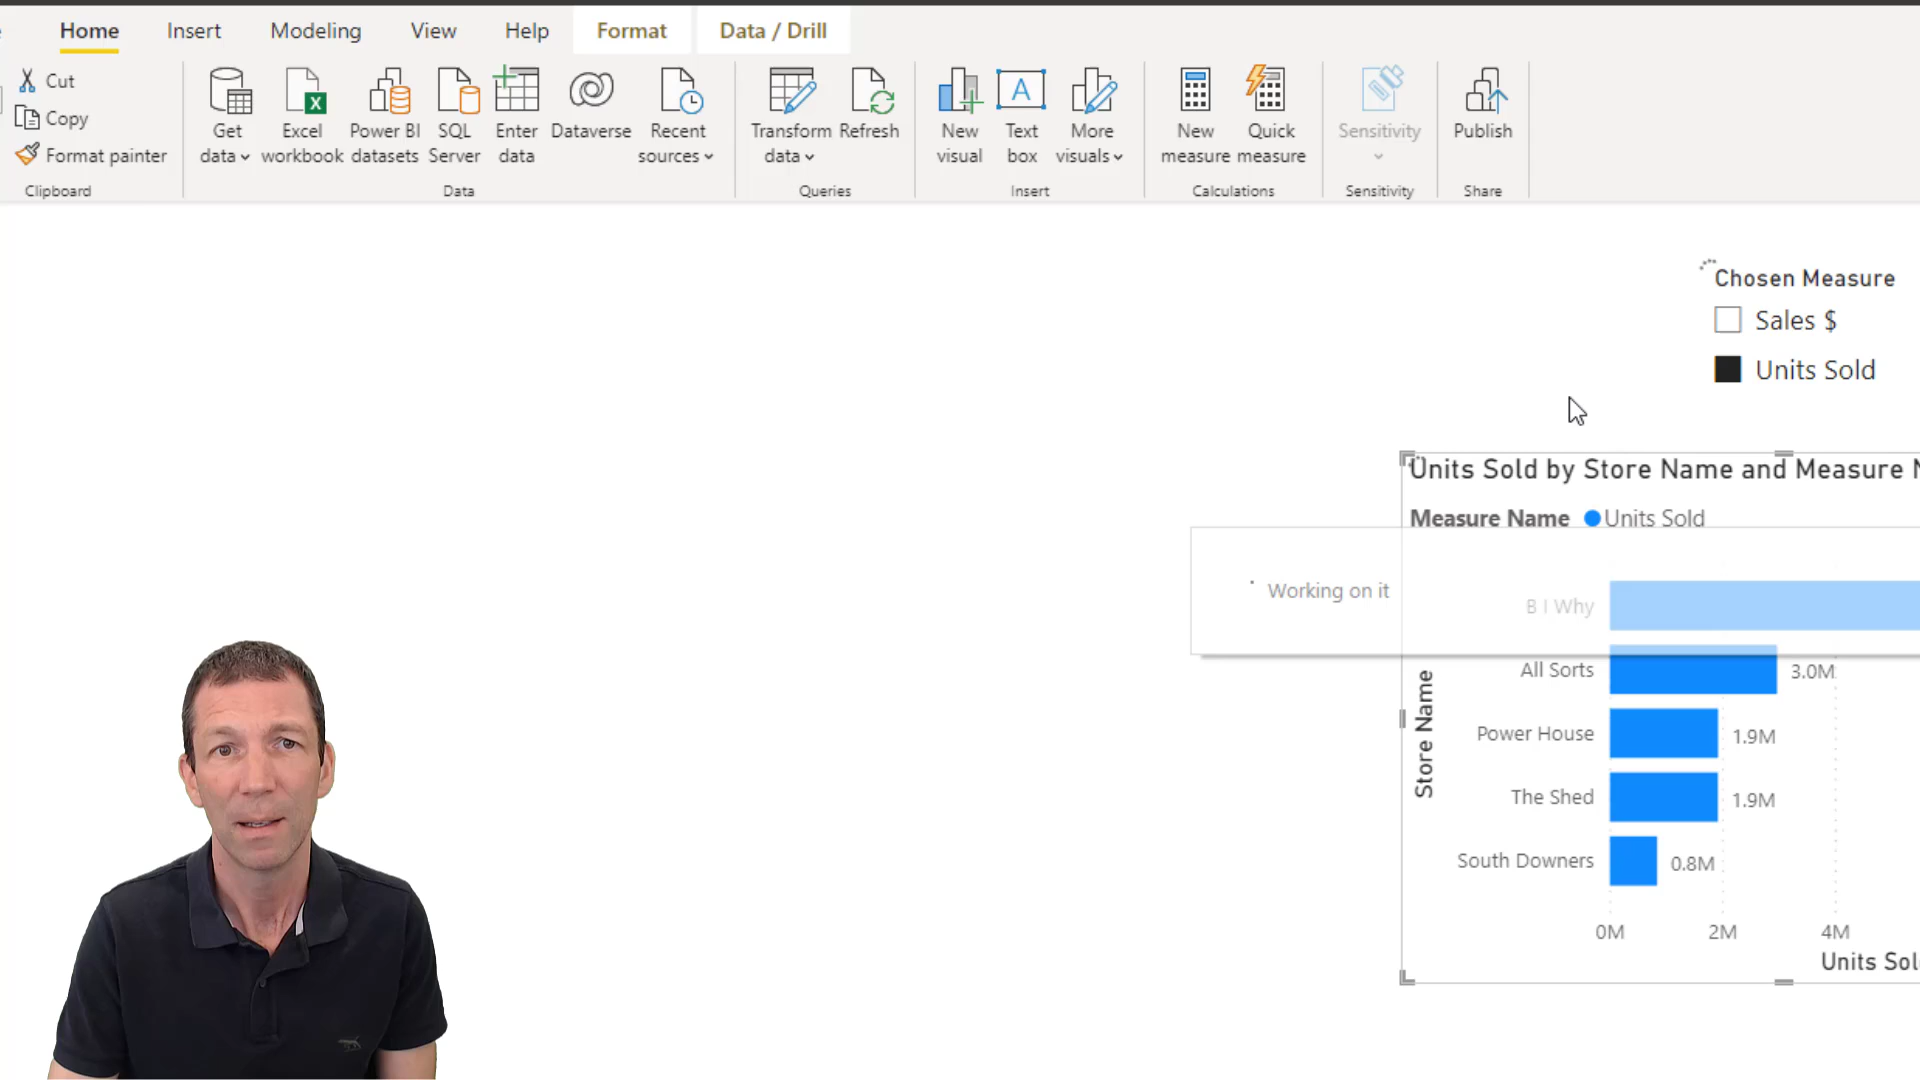 Home Insert Modeling View Help Format Data / Drill
Cut
Copy
Format painter
Clipboard
Get data
Excel workbook
Power BI datasets
SQL Server
Enter data
Dataverse
Recent sources
Data
Transform data
Refresh
Queries
New visual
A
Text box
More visuals
Insert
New measure
Quick measure
Calculations
Sensitivity
Sensitivity
Publish
Share
Chosen Measure
Sales $
Units Sold
Units Sold by Store Name and Measure
Measure Name Units Sold
Working on it
B I Why
All Sorts 3.0M
Power House 1.9M
The Shed 1.9M
South Downers 0.8M
Store Name
0M 2M 4M
Units